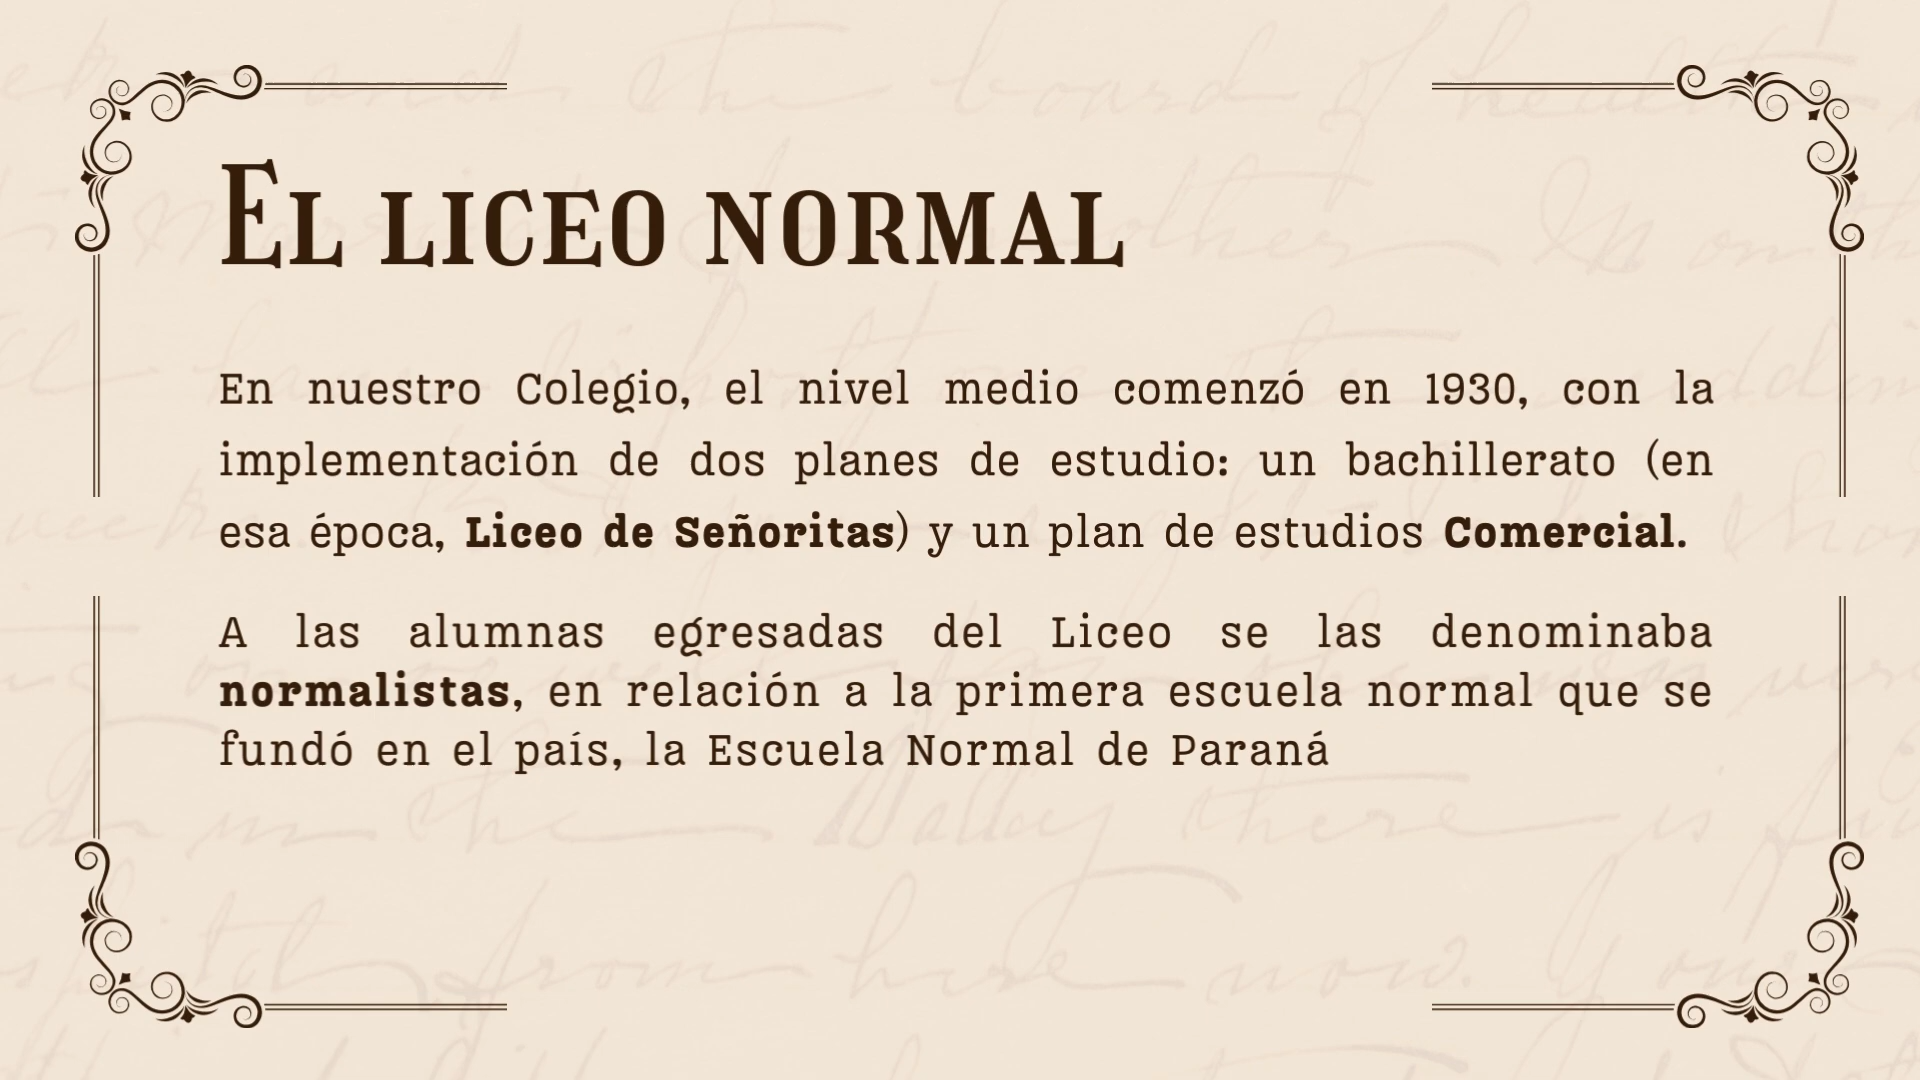 El liceo normal
En nuestro Colegio, el nivel medio comenzó en 1930, con la
implementación de dos planes de estudio: un bachillerato (en
esa época, Liceo de Señoritas) y un plan de estudios Comercial.
A las alumnas egresadas del Liceo se las denominaba
normalistas, en relación a la primera escuela normal que se
fundó en el país, la Escuela Normal de Paraná